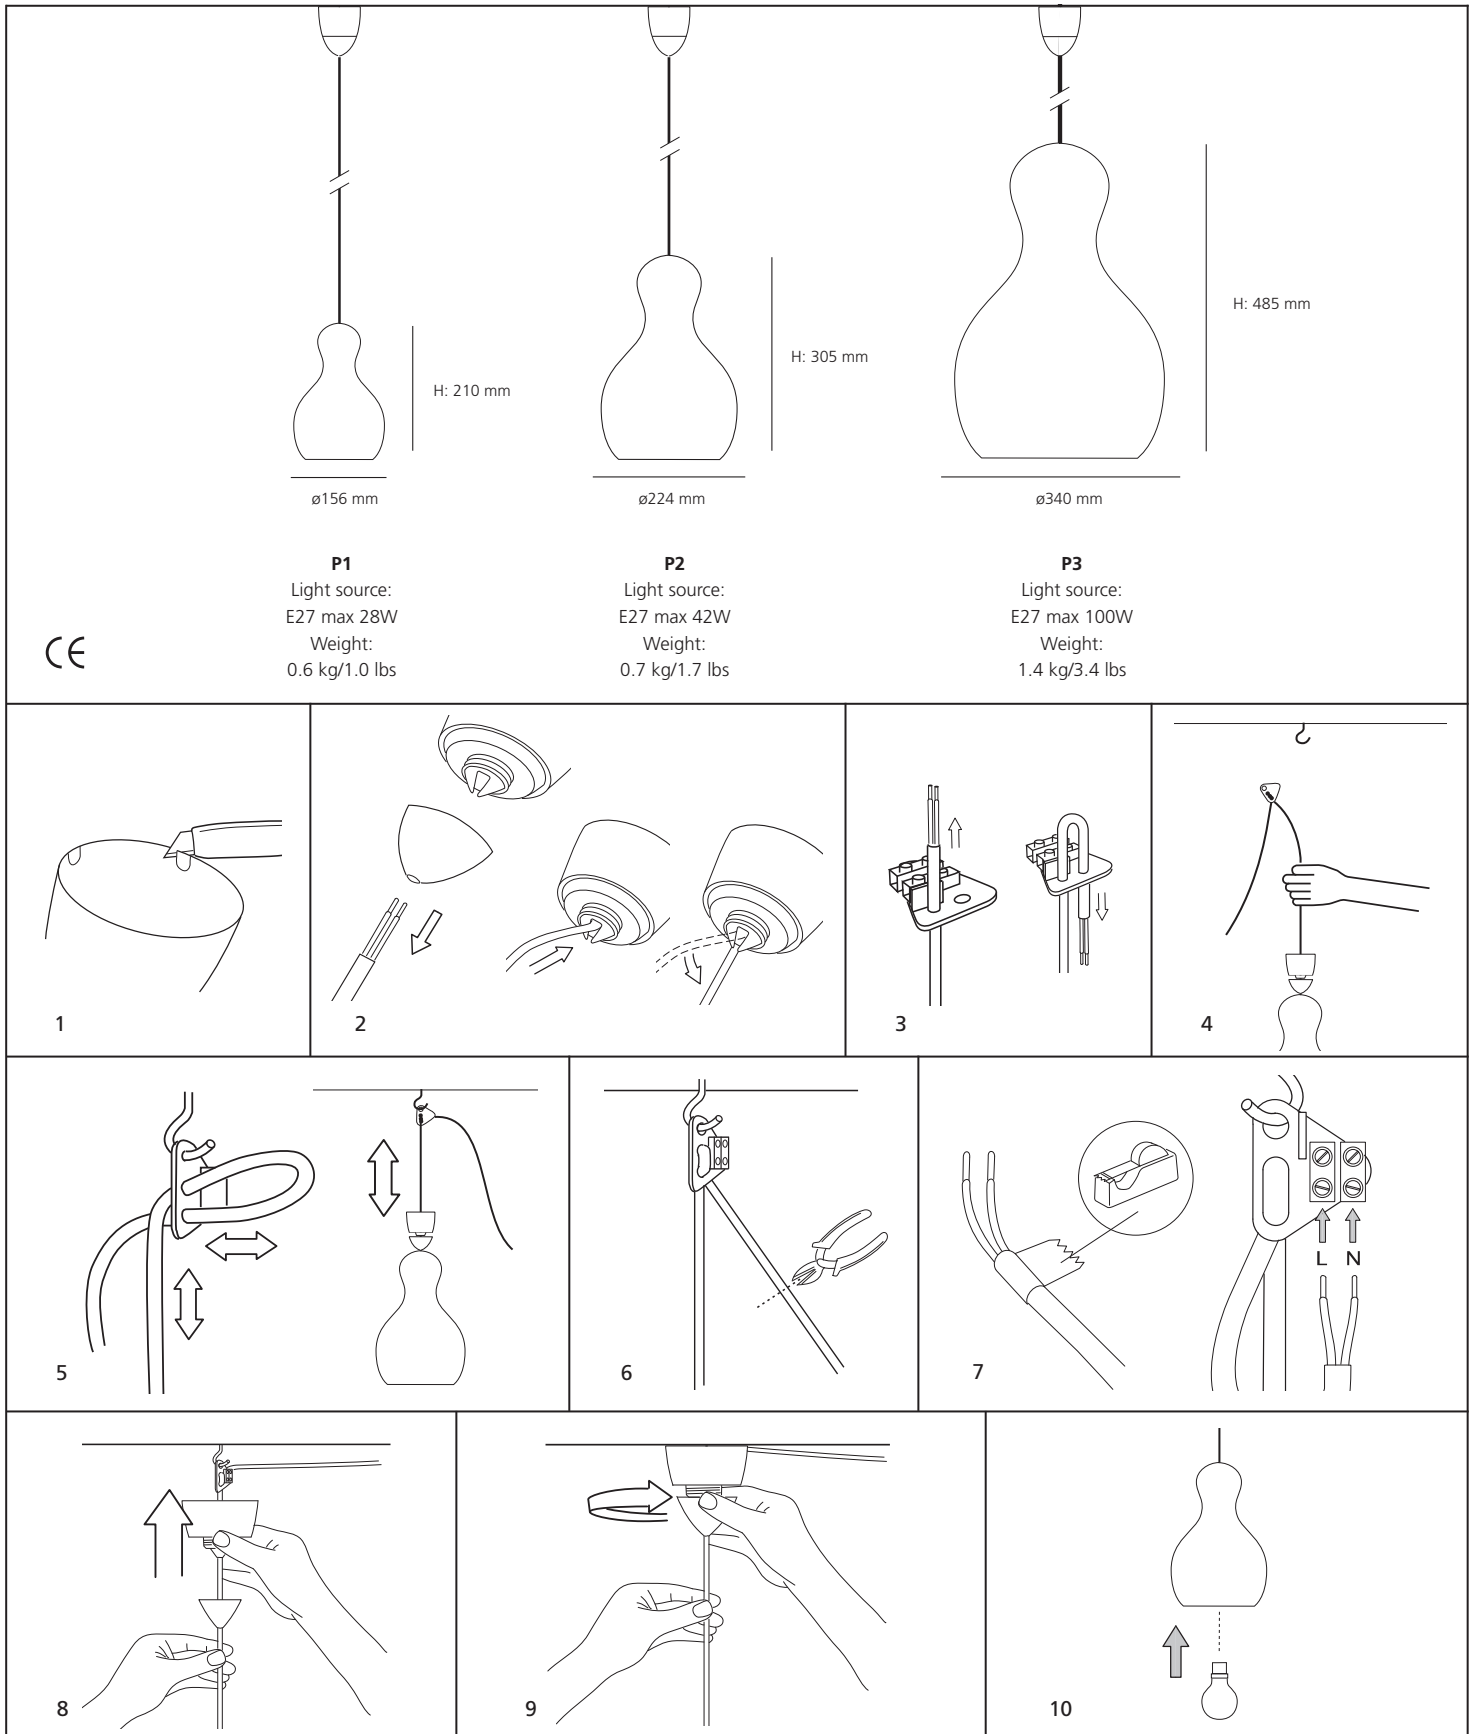 H: 210 mm
H: 305 mm
H: 485 mm
ø156 mm
ø224 mm
ø340 mm
P1
Light source:
E27 max 28W
Weight:
0.6 kg/1.0 lbs
P2
Light source:
E27 max 42W
Weight:
0.7 kg/1.7 lbs
P3
Light source:
E27 max 100W
Weight:
1.4 kg/3.4 lbs
CE
1
2
3
4
5
6
7
L N
8
9
10